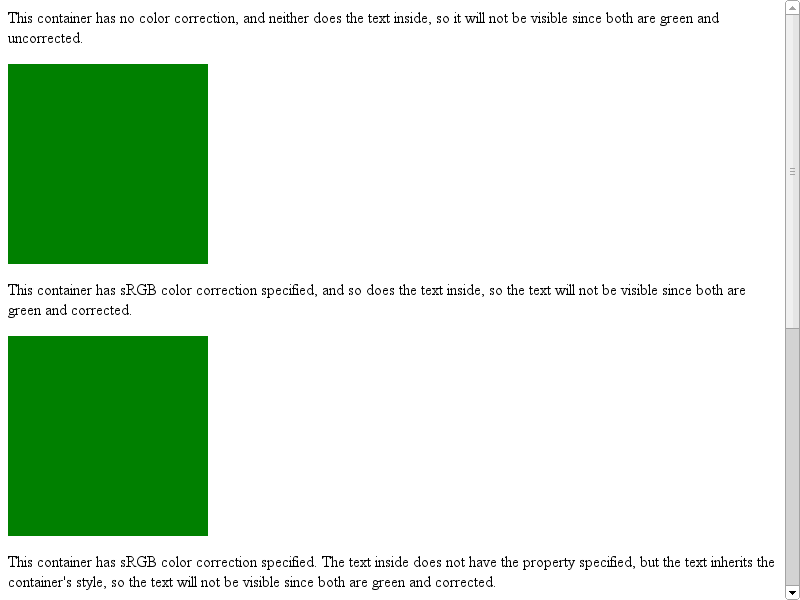 This container has no color correction, and neither does the text inside, so it will not be visible since both are green and
uncorrected.
This container has sRGB color correction specified, and so does the text inside, so the text will not be visible since both are
green and corrected.
This container has sRGB color correction specified. The text inside does not have the property specified, but the text inherits the
container's style, so the text will not be visible since both are green and corrected.